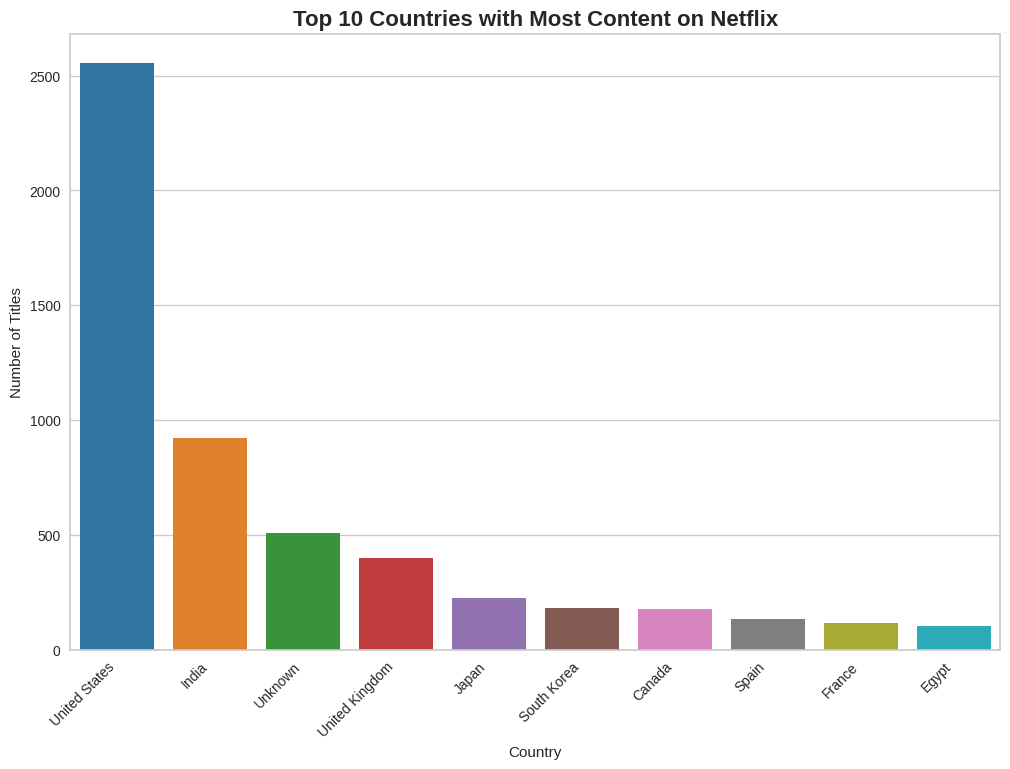 Top 10 Countries with Most Content on Netflix
Number of Titles
2500
2000
1500
1000
500
0
United States
India
Unknown
United Kingdom
Japan
South Korea
Canada
Spain
France
Egypt
Country